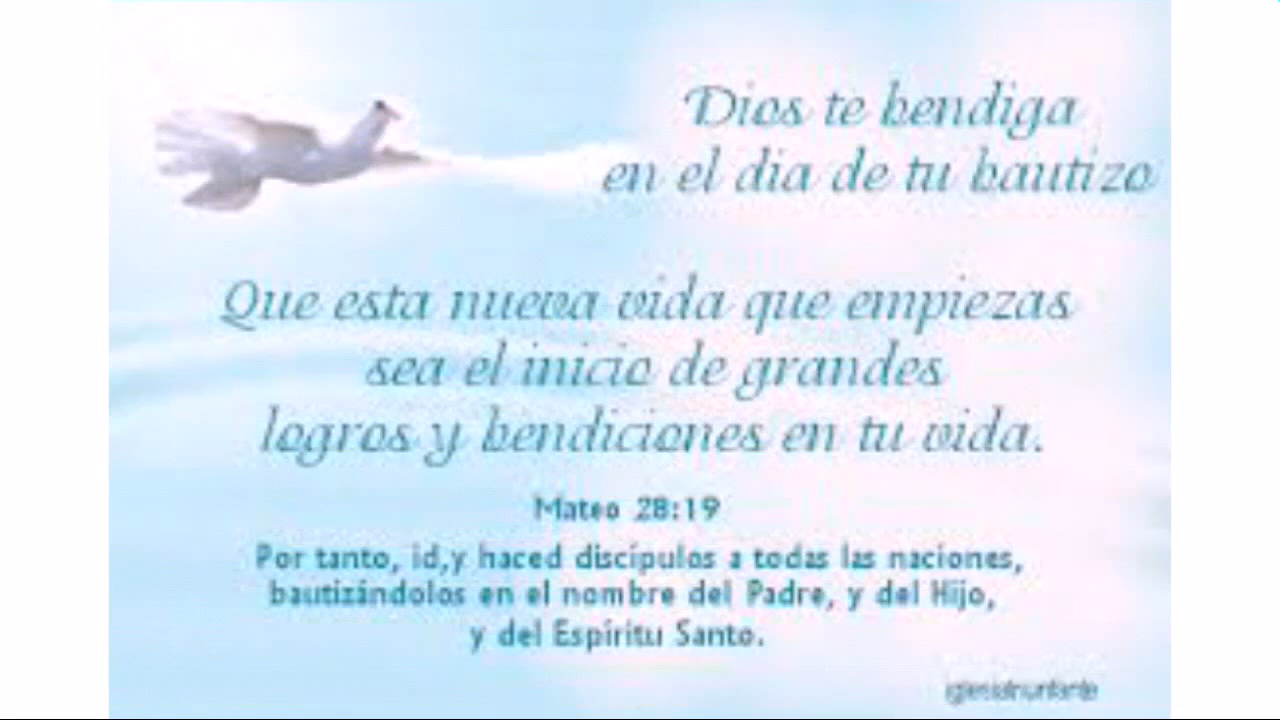 Dios te bendiga
en el dia de tu bautizo
Que esta nueva vida que empiezas
sea el inicio de grandes
logros y bendiciones en tu vida.
Mateo 28:19
Por tanto, id,y haced discípulos a todas las naciones,
bautizándolos en el nombre del Padre, y del Hijo,
y del Espíritu Santo.
iglesiatriunfante